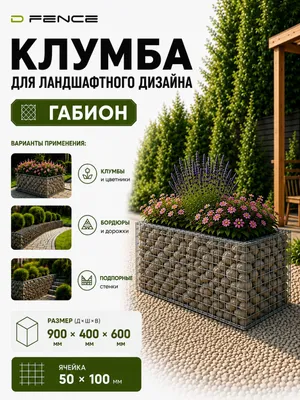 D FENCE
КЛУМБА
ДЛЯ ЛАНДШАФТНОГО ДИЗАЙНА
ГАБИОН
ВАРИАНТЫ ПРИМЕНЕНИЯ:
КЛУМБЫ
и цветники
БОРДЮРЫ
и дорожки
ПОДПОРНЫЕ
стенки
РАЗМЕР (Д × Ш × В)
900 × 400 × 600
мм мм мм
ЯЧЕЙКА
50 × 100 мм